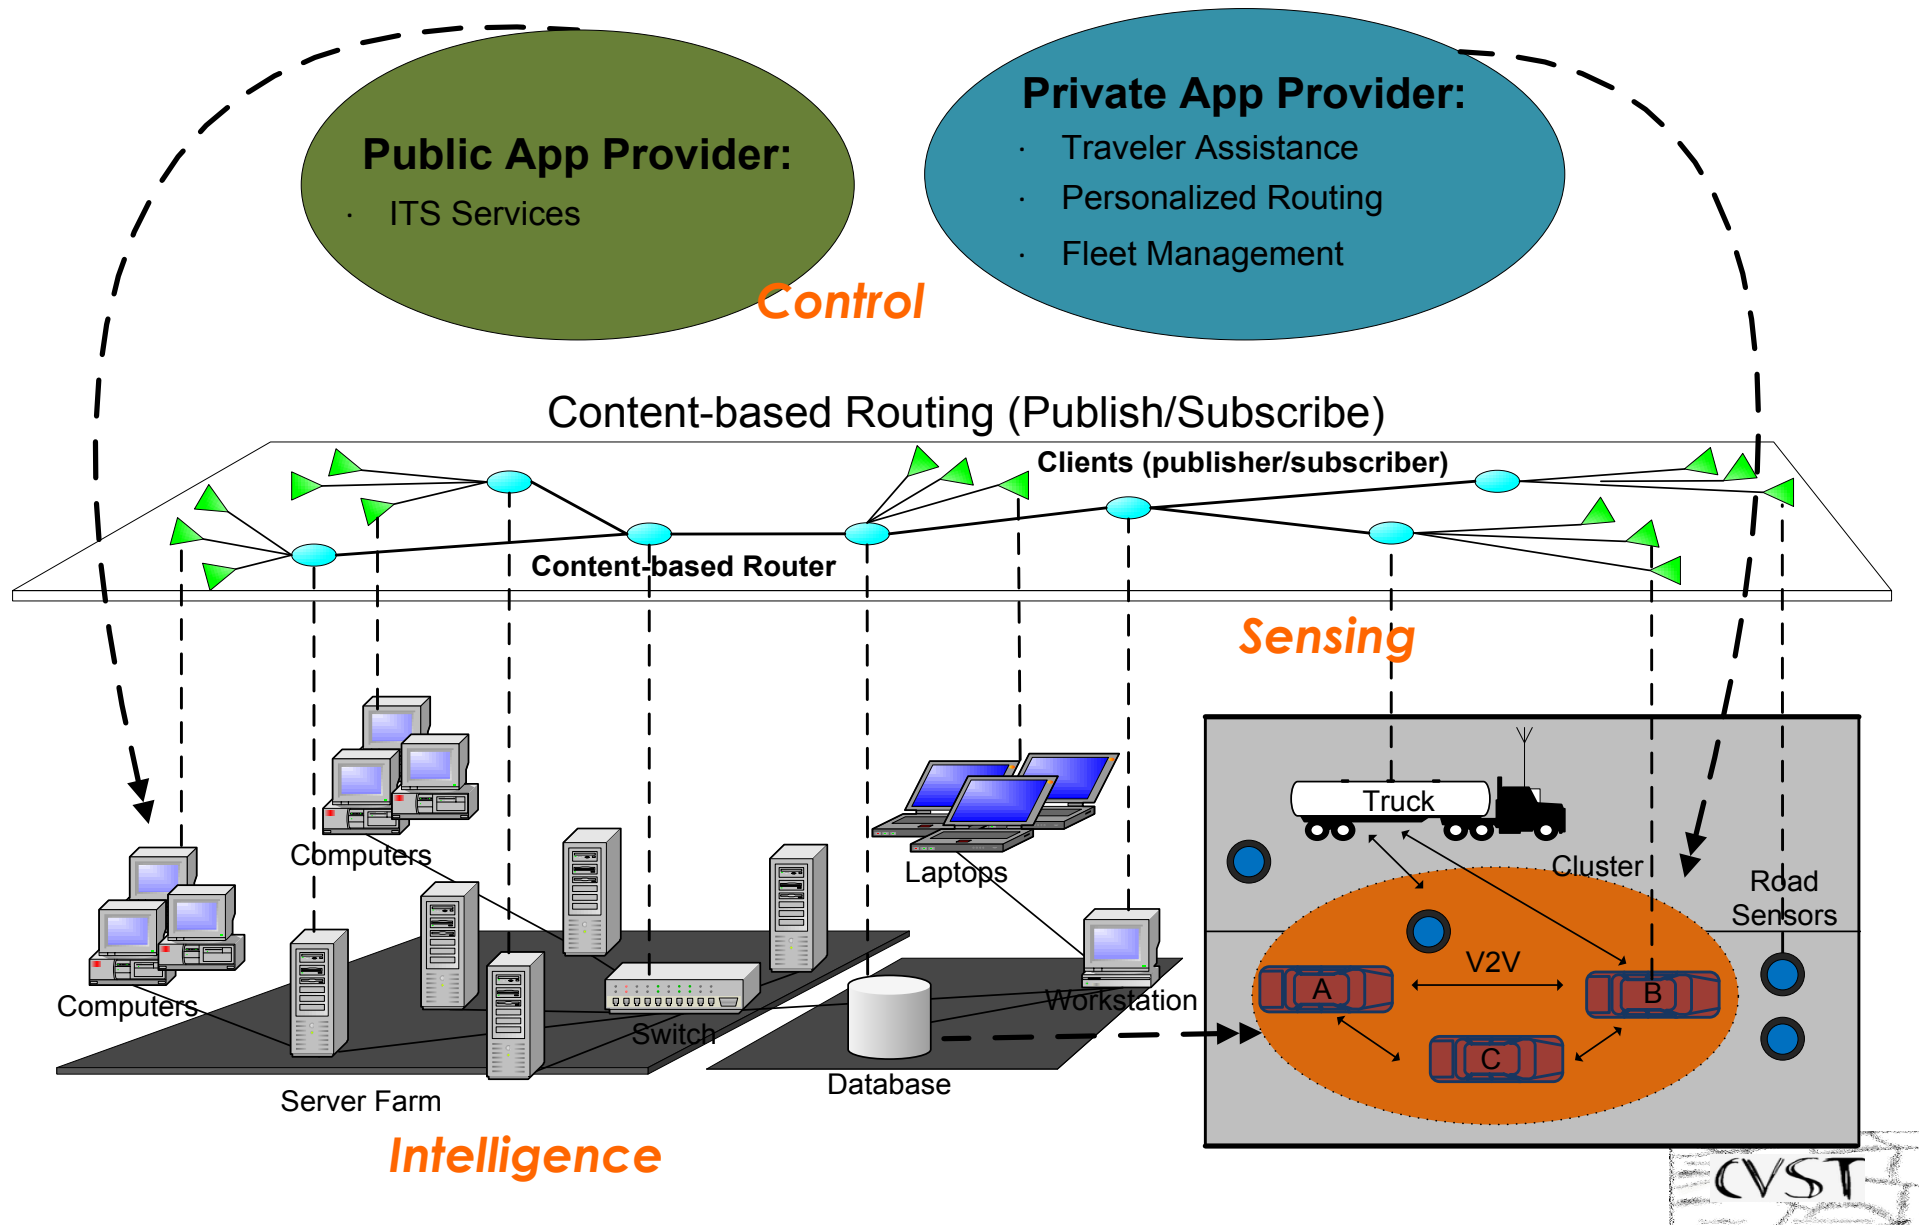 Public App Provider:
· ITS Services
Private App Provider:
· Traveler Assistance
· Personalized Routing
· Fleet Management
Control
Content-based Routing (Publish/Subscribe)
Clients (publisher/subscriber)
Content-based Router
Sensing
Truck
Cluster
Computers
Laptops
Road
Sensors
V2V
A
B
C
Computers
Switch
Workstation
Database
Server Farm
Intelligence
CVST